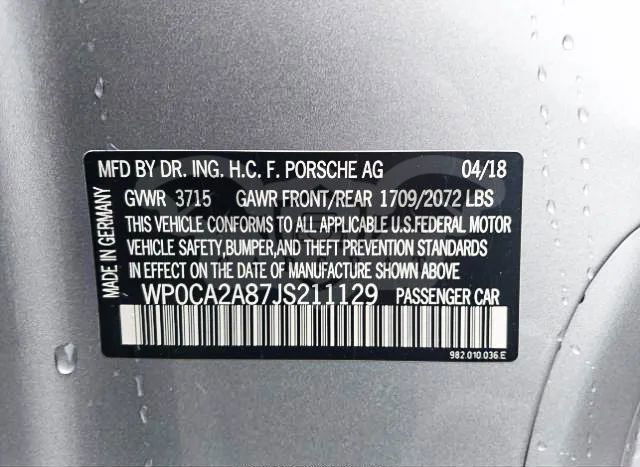 MFD BY DR. ING. H.C. F. PORSCHE AG 04/18
GVWR 3715 GAWR FRONT/REAR 1709/2072 LBS
THIS VEHICLE CONFORMS TO ALL APPLICABLE U.S.FEDERAL MOTOR
VEHICLE SAFETY,BUMPER,AND THEFT PREVENTION STANDARDS
IN EFFECT ON THE DATE OF MANUFACTURE SHOWN ABOVE
WP0CA2A87JS211129 PASSENGER CAR
982.010.036.E
MADE IN GERMANY